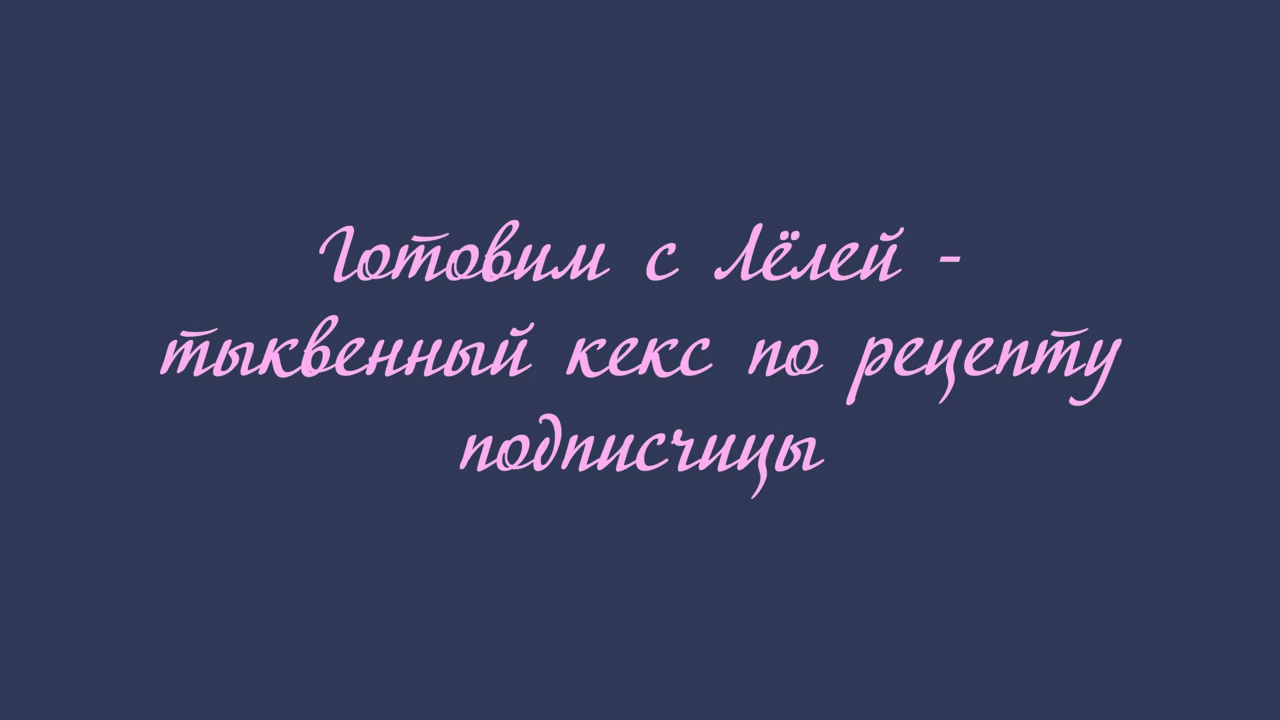 Готовим с Лёлей -
тыквенный кекс по рецепту
подписчицы